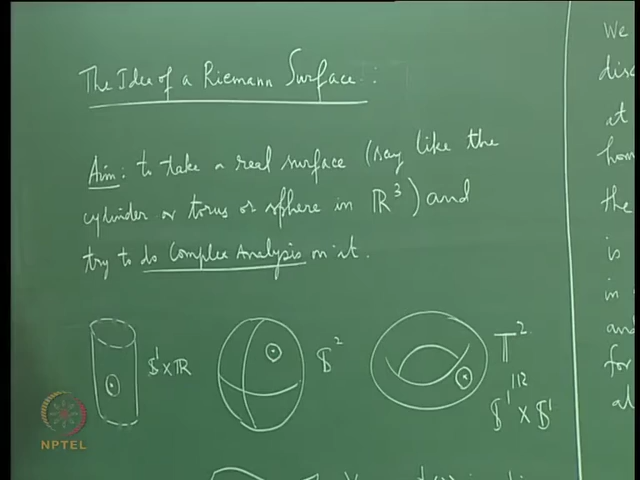 The Idea of a Riemann Surface :
Aim: to take a real surface (say like the
cylinder or torus or sphere in ℝ³) and
try to do Complex Analysis on it.
𝕊¹×ℝ
𝕊²
𝕋²
≅
𝕊¹ × 𝕊¹
We
disc
at
hom
the
is
in
and
for
al
NPTEL